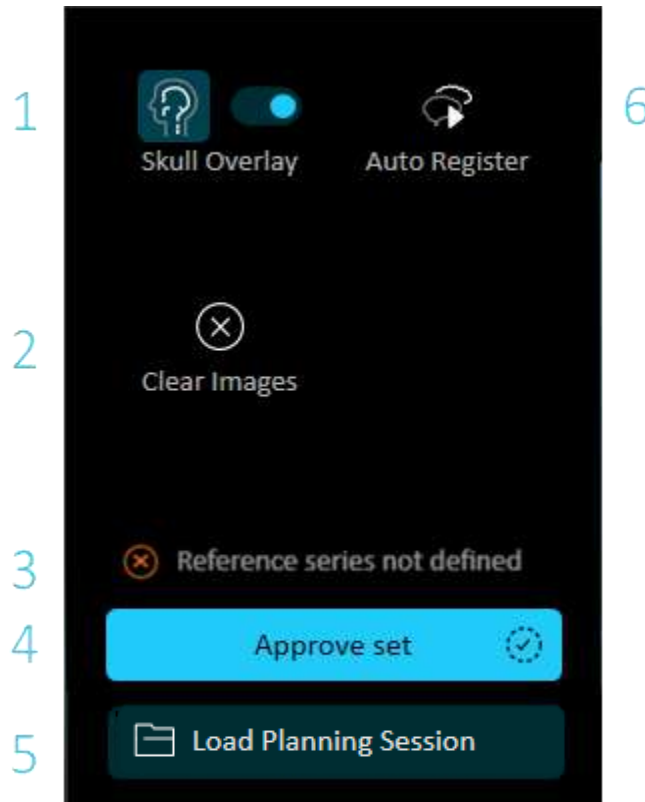 1
Skull Overlay
Auto Register
6
2
Clear Images
3
Reference series not defined
4
Approve set
5
Load Planning Session